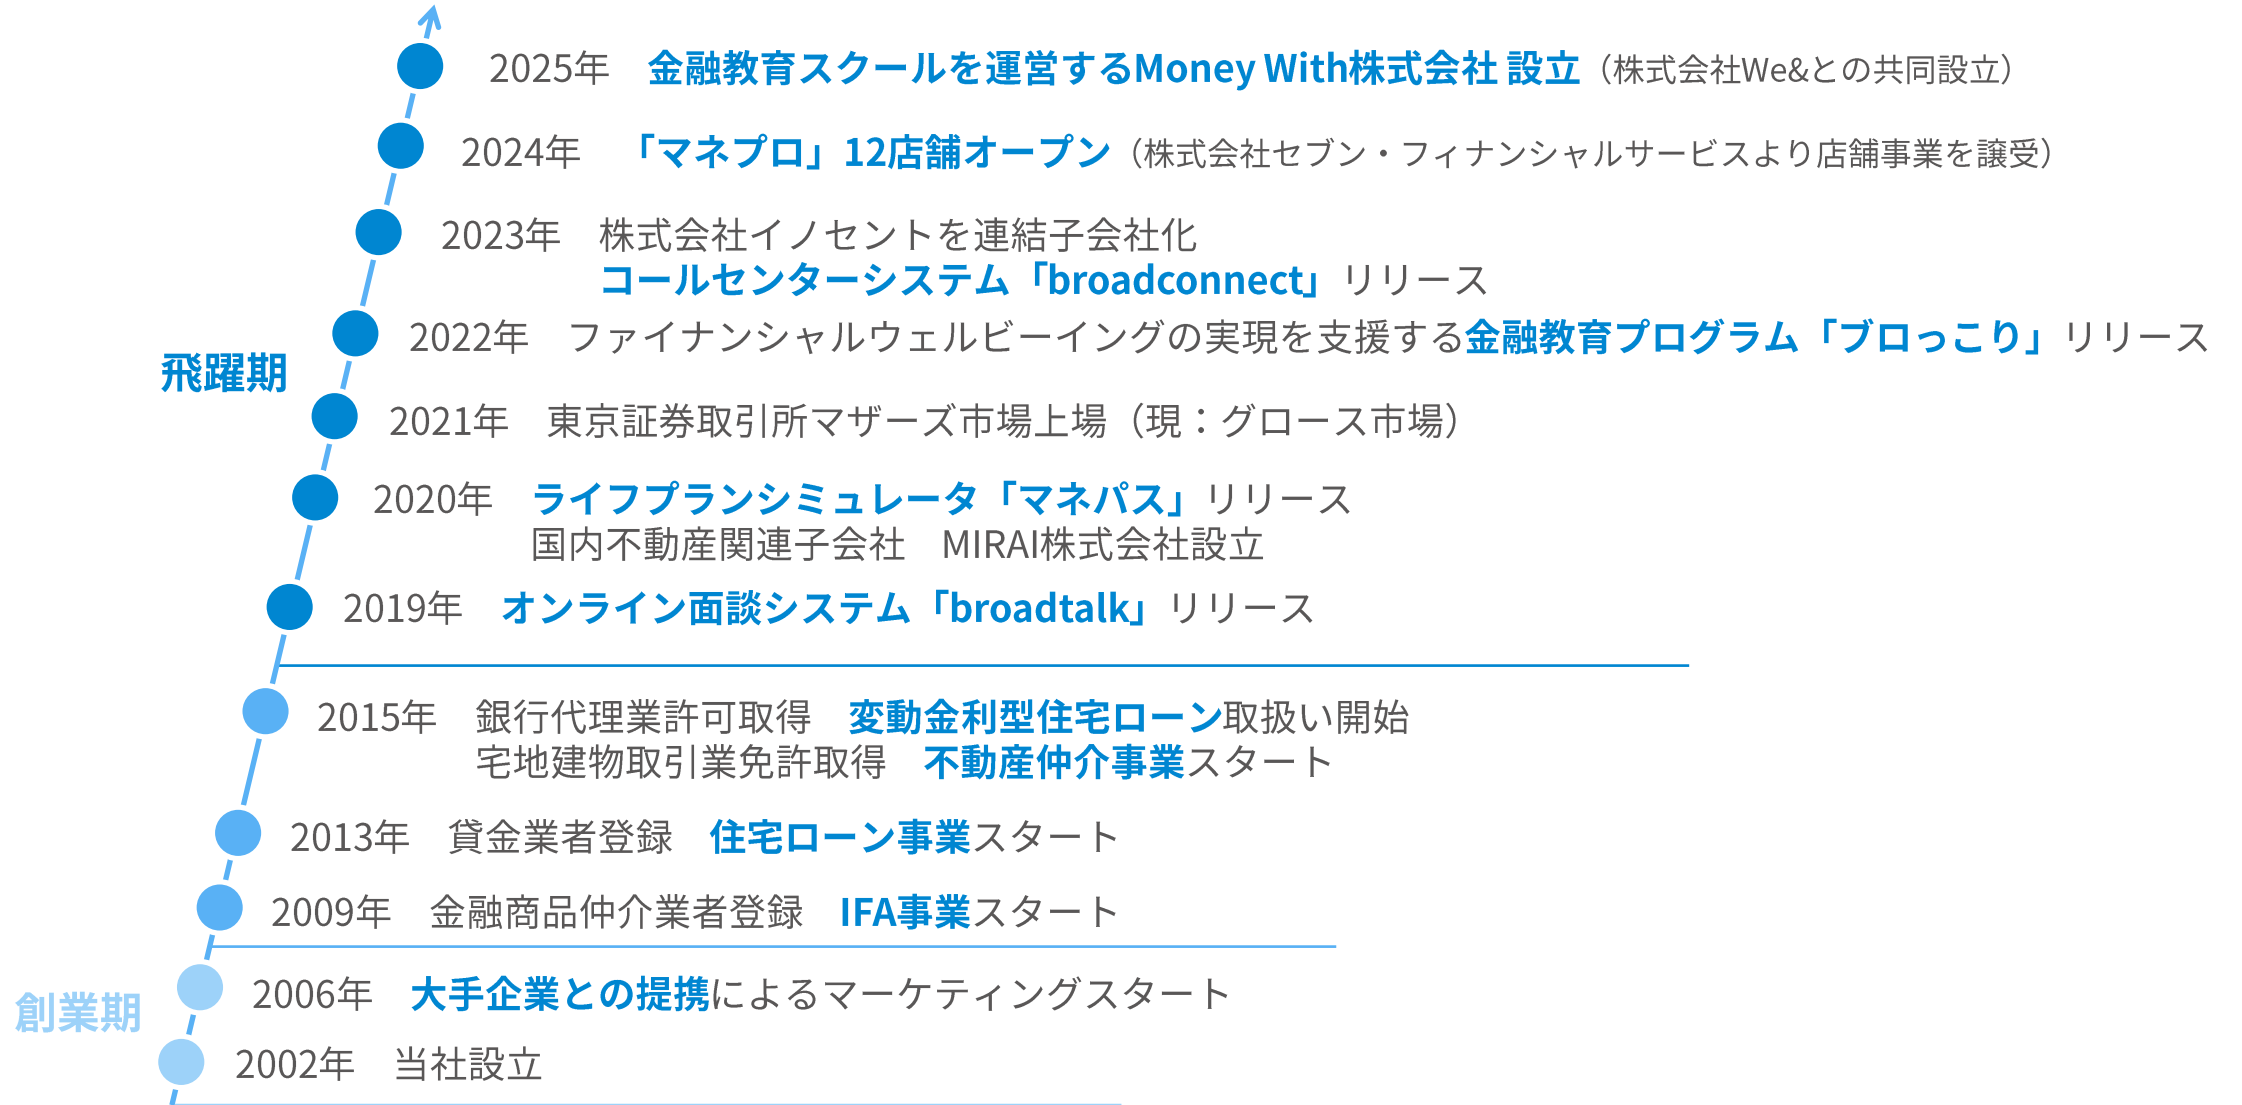 2025年　金融教育スクールを運営するMoney With株式会社 設立（株式会社We&との共同設立）
2024年　「マネプロ」12店舗オープン（株式会社セブン・フィナンシャルサービスより店舗事業を譲受）
2023年　株式会社イノセントを連結子会社化
コールセンターシステム「broadconnect」リリース
2022年　ファイナンシャルウェルビーイングの実現を支援する金融教育プログラム「ブロっこり」リリース
飛躍期
2021年　東京証券取引所マザーズ市場上場（現：グロース市場）
2020年　ライフプランシミュレータ「マネパス」リリース
国内不動産関連子会社　MIRAI株式会社設立
2019年　オンライン面談システム「broadtalk」リリース
2015年　銀行代理業許可取得　変動金利型住宅ローン取扱い開始
宅地建物取引業免許取得　不動産仲介事業スタート
2013年　貸金業者登録　住宅ローン事業スタート
2009年　金融商品仲介業者登録　IFA事業スタート
2006年　大手企業との提携によるマーケティングスタート
創業期
2002年　当社設立